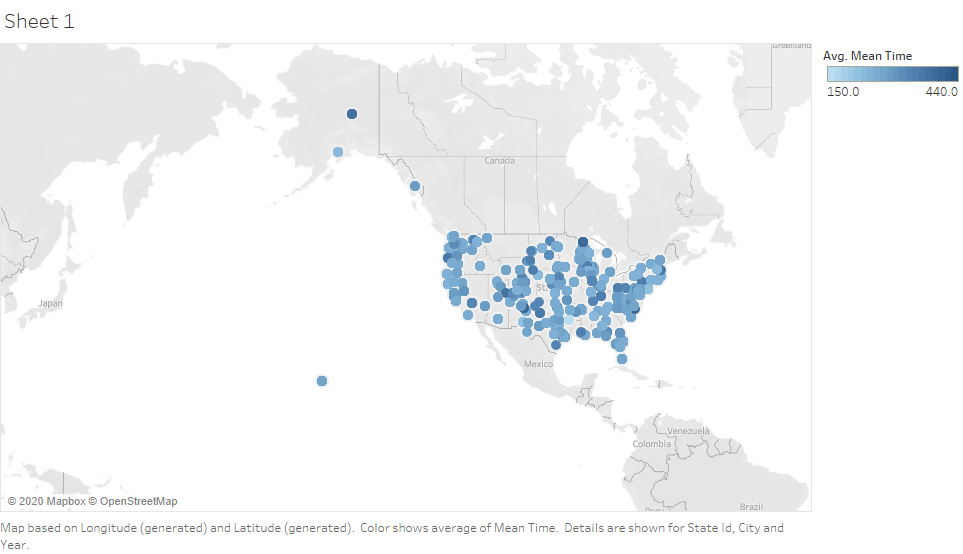 Sheet 1
Greenland
Avg. Mean Time
150.0 440.0
Canada
Japan
Mexico
Venezuela
Colombia
Brazil
© 2020 Mapbox © OpenStreetMap
Map based on Longitude (generated) and Latitude (generated).  Color shows average of Mean Time.  Details are shown for State Id, City and
Year.